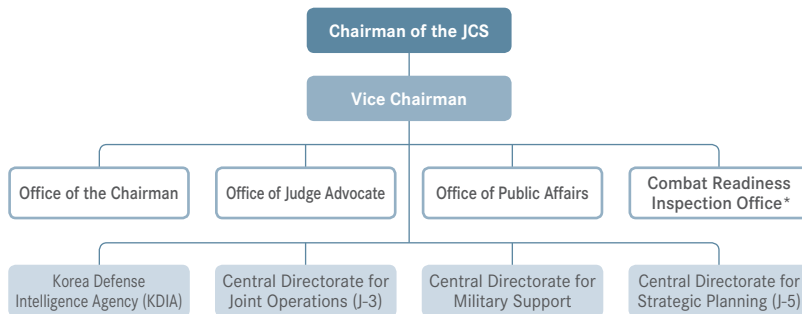 Chairman of the JCS
Vice Chairman
Office of the Chairman
Office of Judge Advocate
Office of Public Affairs
Combat Readiness
Inspection Office*
Korea Defense
Intelligence Agency (KDIA)
Central Directorate for
Joint Operations (J-3)
Central Directorate for
Military Support
Central Directorate for
Strategic Planning (J-5)